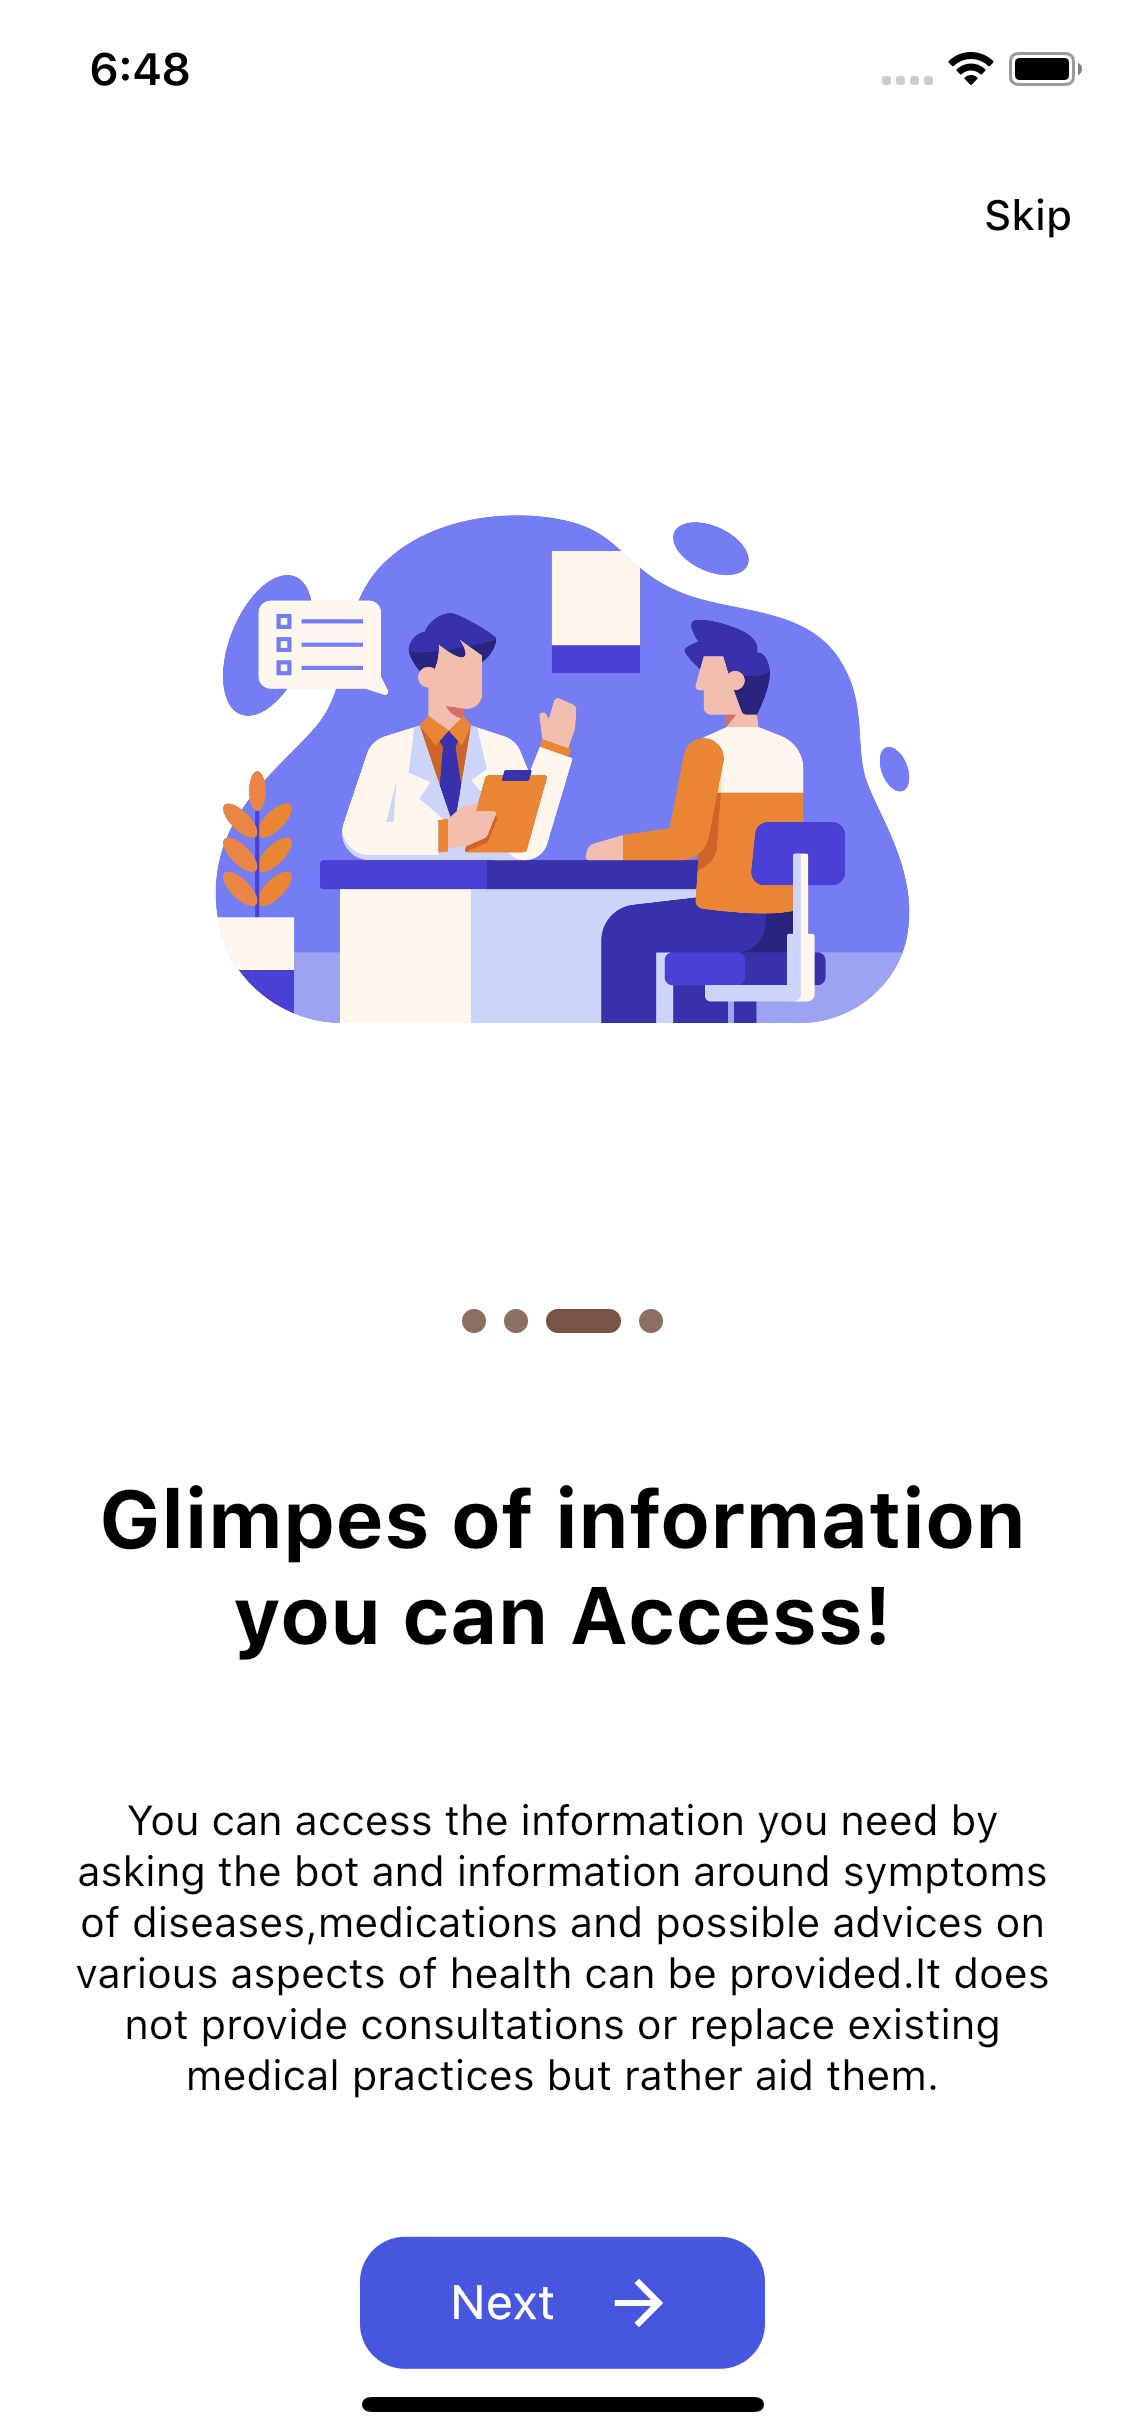 6:48
Skip
Glimpes of information
you can Access!
You can access the information you need by
asking the bot and information around symptoms
of diseases,medications and possible advices on
various aspects of health can be provided.It does
not provide consultations or replace existing
medical practices but rather aid them.
Next